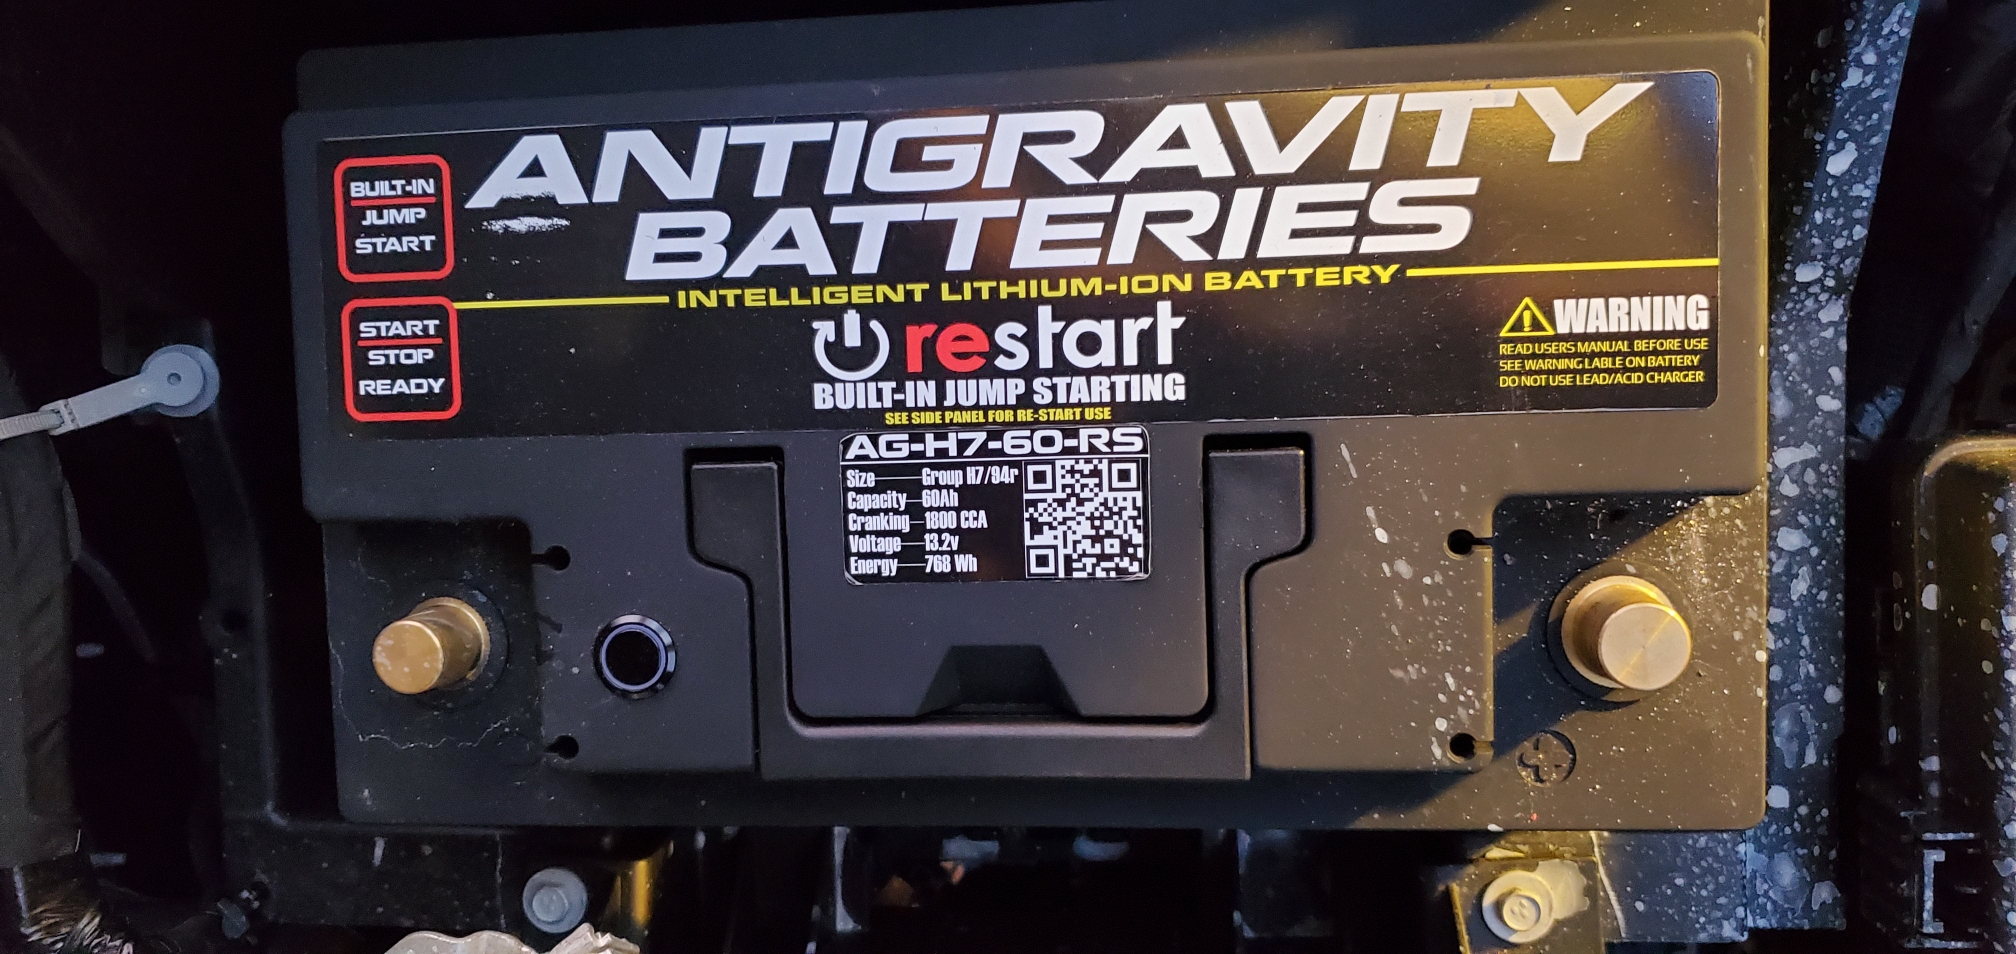 BUILT-IN
JUMP
START
START
STOP
READY
ANTIGRAVITY
BATTERIES
INTELLIGENT LITHIUM-ION BATTERY
restart
BUILT-IN JUMP STARTING
SEE SIDE PANEL FOR RE-START USE
WARNING
READ USERS MANUAL BEFORE USE
SEE WARNING LABLE ON BATTERY
DO NOT USE LEAD/ACID CHARGER
AG-H7-60-RS
Size Group H7/94r
Capacity 60Ah
Cranking 1800 CCA
Voltage 13.2v
Energy 768 Wh